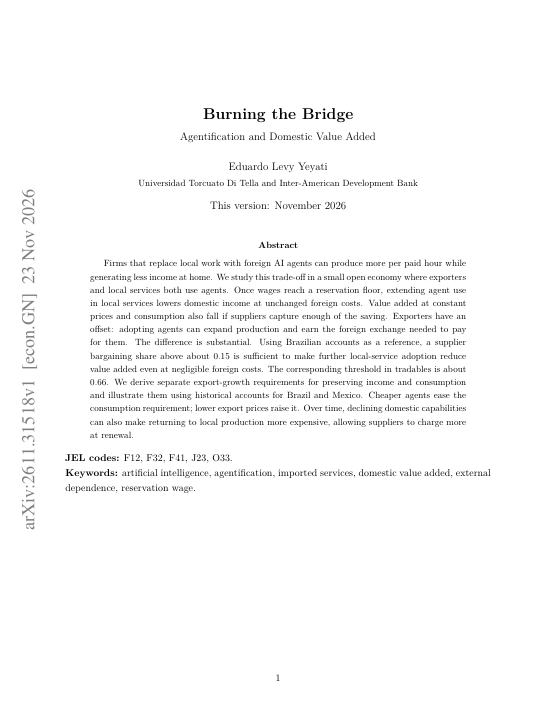 Burning the Bridge
Agentification and Domestic Value Added
Eduardo Levy Yeyati
Universidad Torcuato Di Tella and Inter-American Development Bank
This version: November 2026
Abstract
Firms that replace local work with foreign AI agents can produce more per paid hour while
generating less income at home. We study this trade-off in a small open economy where exporters
and local services both use agents. Once wages reach a reservation floor, extending agent use
in local services lowers domestic income at unchanged foreign costs. Value added at constant
prices and consumption also fall if suppliers capture enough of the saving. Exporters have an
offset: adopting agents can expand production and earn the foreign exchange needed to pay
for them. The difference is substantial. Using Brazilian accounts as a reference, a supplier
bargaining share above about 0.15 is sufficient to make further local-service adoption reduce
value added even at negligible foreign costs. The corresponding threshold in tradables is about
0.66. We derive separate export-growth requirements for preserving income and consumption
and illustrate them using historical accounts for Brazil and Mexico. Cheaper agents ease the
consumption requirement; lower export prices raise it. Over time, declining domestic capabilities
can also make returning to local production more expensive, allowing suppliers to charge more
at renewal.
JEL codes: F12, F32, F41, J23, O33.
Keywords: artificial intelligence, agentification, imported services, domestic value added, external
dependence, reservation wage.
arXiv:2611.31518v1 [econ.GN] 23 Nov 2026
1